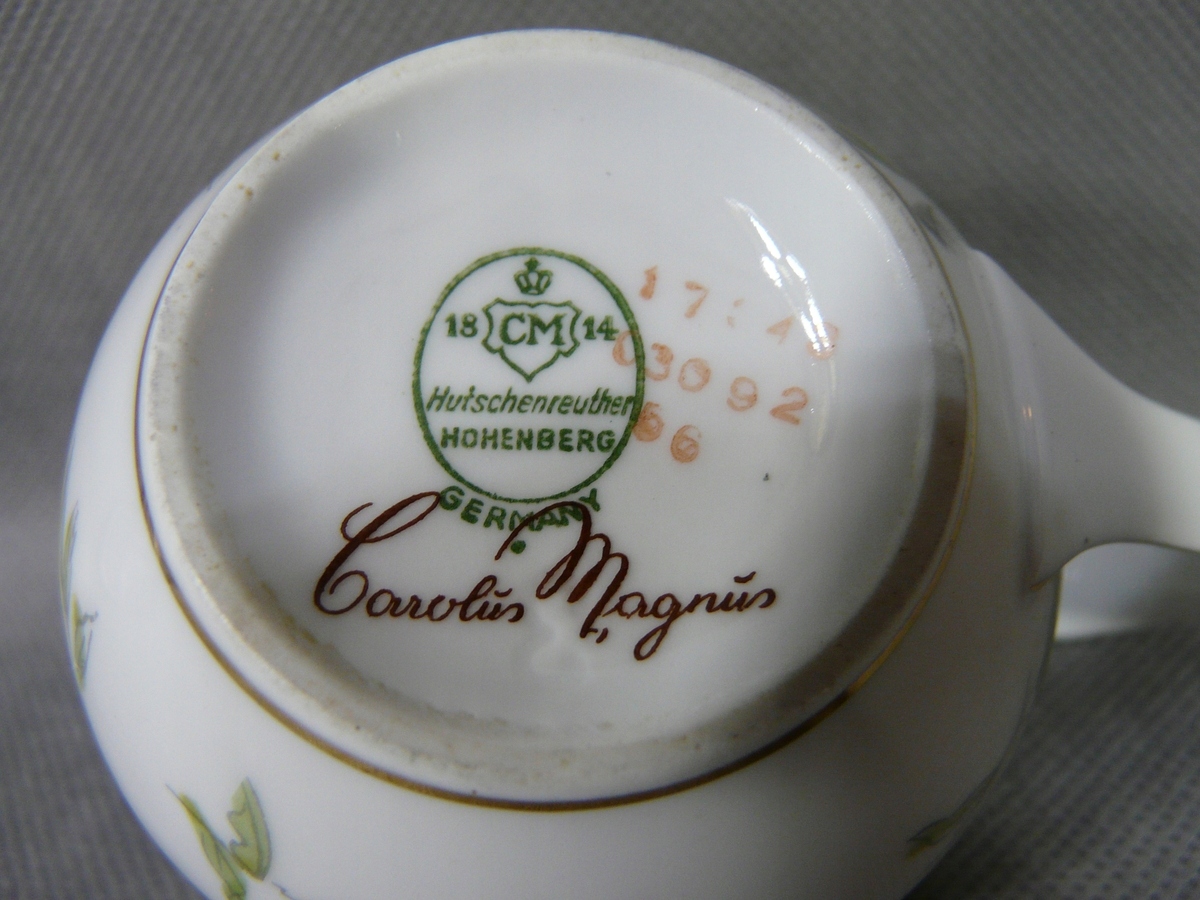 18 CM 14
Hutschenreuther
HOHENBERG
GERMANY
Carolus Magnus
03092
66